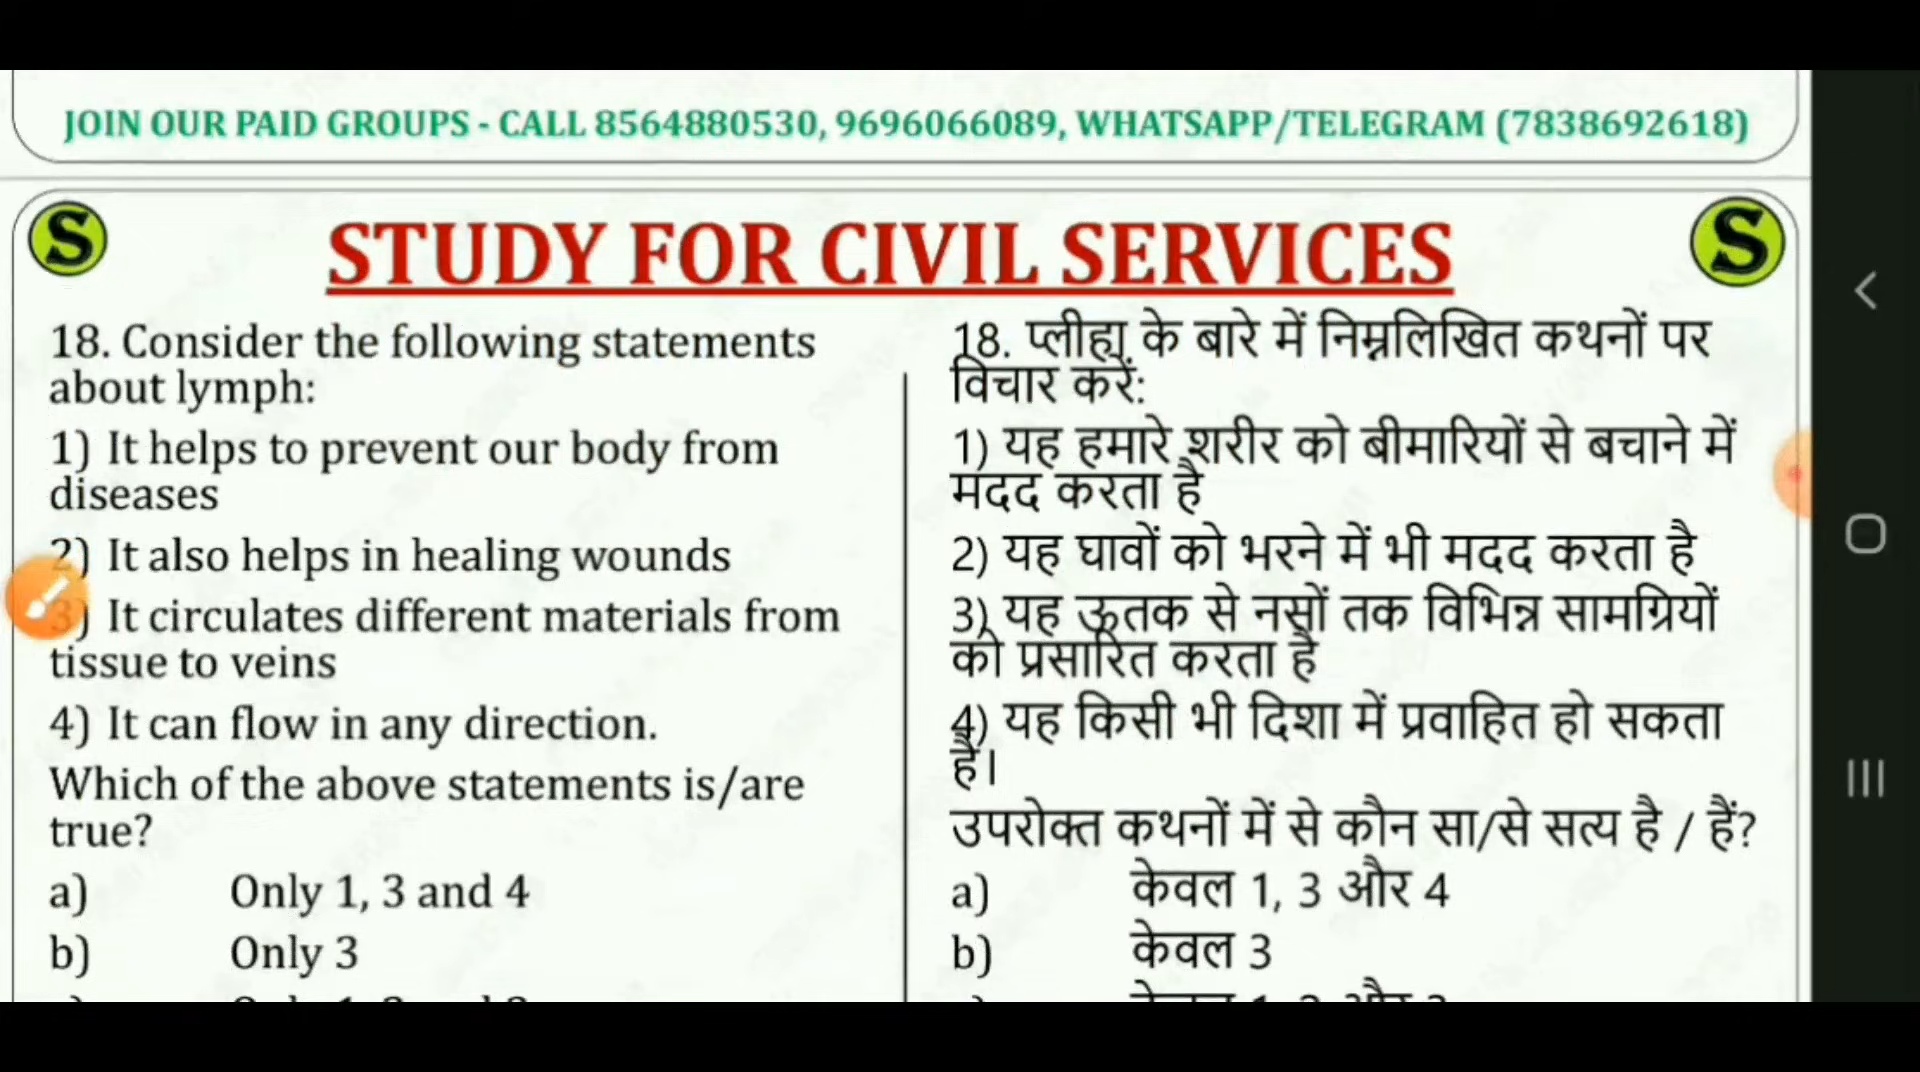 JOIN OUR PAID GROUPS - CALL 8564880530, 9696066089, WHATSAPP/TELEGRAM (7838692618)
S
STUDY FOR CIVIL SERVICES
S
18. Consider the following statements
about lymph:
1) It helps to prevent our body from
diseases
2) It also helps in healing wounds
3) It circulates different materials from
tissue to veins
4) It can flow in any direction.
Which of the above statements is/are
true?
a) Only 1, 3 and 4
b) Only 3
18. प्लीहा के बारे में निम्नलिखित कथनों पर
विचार करें:
1) यह हमारे शरीर को बीमारियों से बचाने में
मदद करता है
2) यह घावों को भरने में भी मदद करता है
3) यह ऊतक से नसों तक विभिन्न सामग्रियों
को प्रसारित करता है
4) यह किसी भी दिशा में प्रवाहित हो सकता
है।
उपरोक्त कथनों में से कौन सा/से सत्य है / हैं?
a) केवल 1, 3 और 4
b) केवल 3